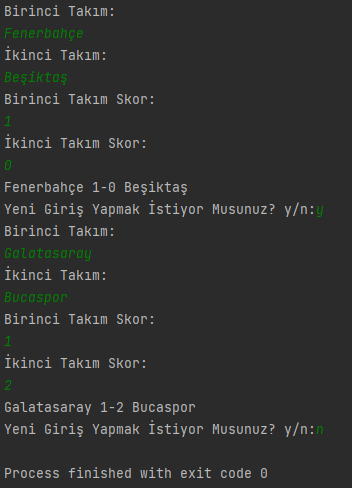 Birinci Takım:
Fenerbahçe
İkinci Takım:
Beşiktaş
Birinci Takım Skor:
1
İkinci Takım Skor:
0
Fenerbahçe 1-0 Beşiktaş
Yeni Giriş Yapmak İstiyor Musunuz? y/n:y
Birinci Takım:
Galatasaray
İkinci Takım:
Bucaspor
Birinci Takım Skor:
1
İkinci Takım Skor:
2
Galatasaray 1-2 Bucaspor
Yeni Giriş Yapmak İstiyor Musunuz? y/n:n
Process finished with exit code 0